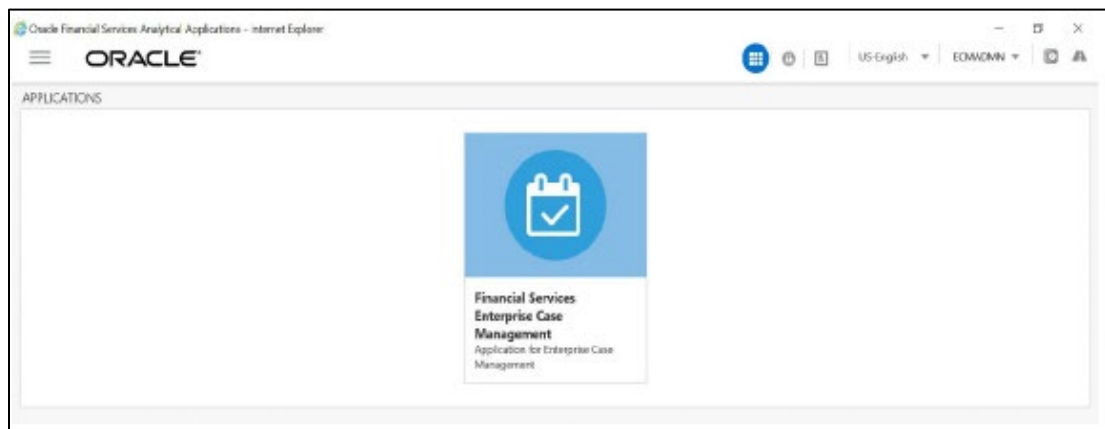 Oracle Financial Services Analytical Applications - Internet Explorer
ORACLE
US-English
ECMADMN
APPLICATIONS
Financial Services
Enterprise Case
Management
Application for Enterprise Case
Management